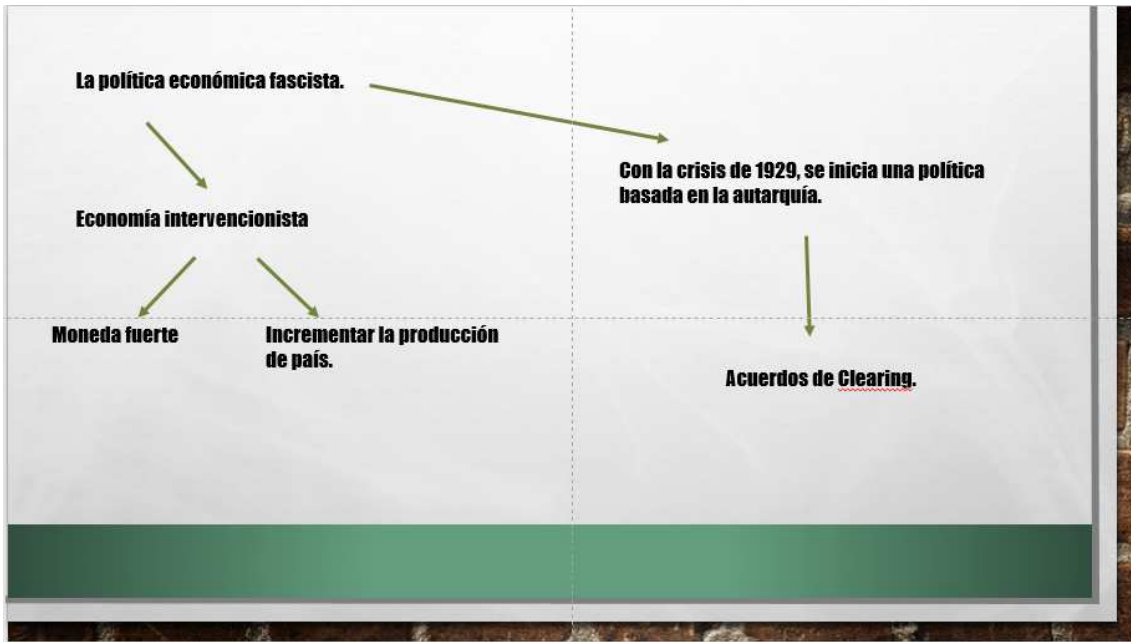 La política económica fascista.
Con la crisis de 1929, se inicia una política
basada en la autarquía.
Economía intervencionista
Moneda fuerte
Incrementar la producción
de país.
Acuerdos de Clearing.